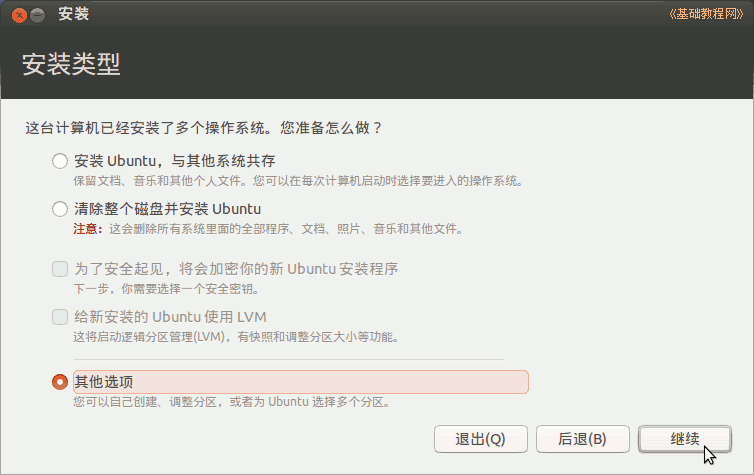 安装
《基础教程网》
安装类型
这台计算机已经安装了多个操作系统。您准备怎么做？
安装 Ubuntu，与其他系统共存
保留文档、音乐和其他个人文件。您可以在每次计算机启动时选择要进入的操作系统。
清除整个磁盘并安装 Ubuntu
注意：这会删除所有系统里面的全部程序、文档、照片、音乐和其他文件。
为了安全起见，将会加密你的新 Ubuntu 安装程序
下一步，你需要选择一个安全密钥。
给新安装的 Ubuntu 使用 LVM
这将启动逻辑分区管理(LVM)，有快照和调整分区大小等功能。
其他选项
您可以自己创建、调整分区，或者为 Ubuntu 选择多个分区。
退出(Q) 后退(B) 继续